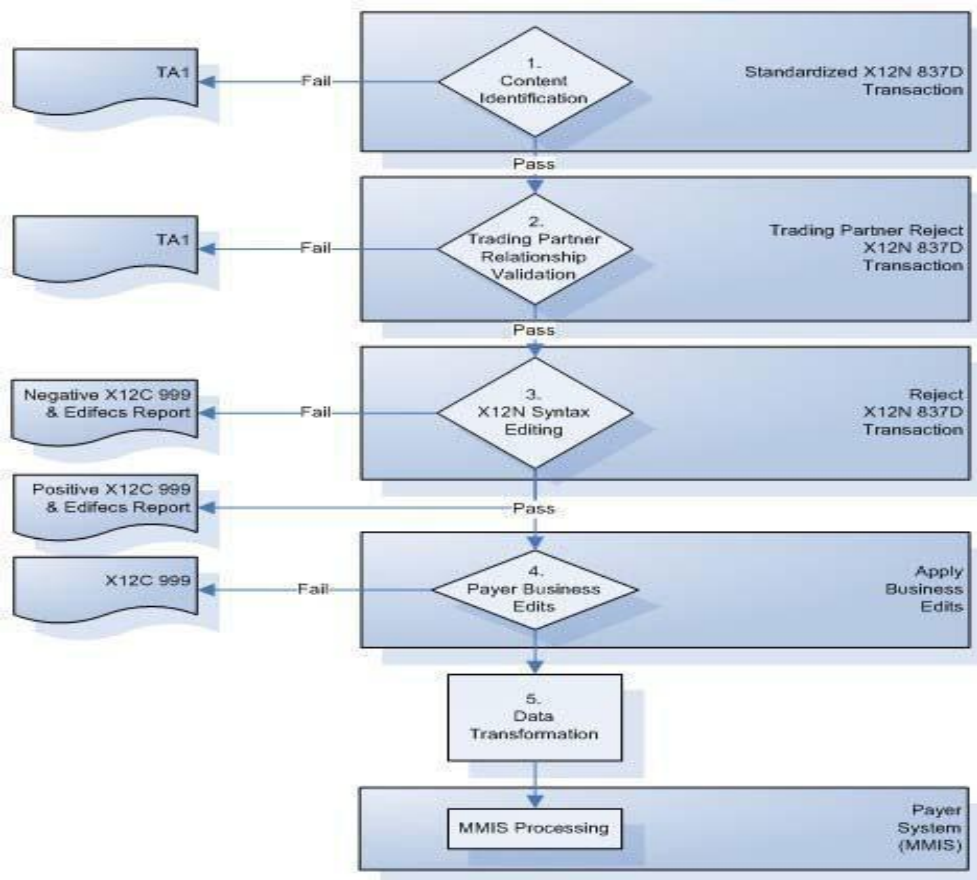 TA1
Fail
1.
Content
Identification
Standardized X12N 837D
Transaction
Pass
TA1
Fail
2.
Trading Partner
Relationship
Validation
Trading Partner Reject
X12N 837D
Transaction
Pass
Negative X12C 999
& Edifecs Report
Fail
3.
X12N Syntax
Editing
Reject
X12N 837D
Transaction
Positive X12C 999
& Edifecs Report
Pass
X12C 999
Fail
4.
Payer Business
Edits
Apply
Business
Edits
5.
Data
Transformation
MMIS Processing
Payer
System
(MMIS)